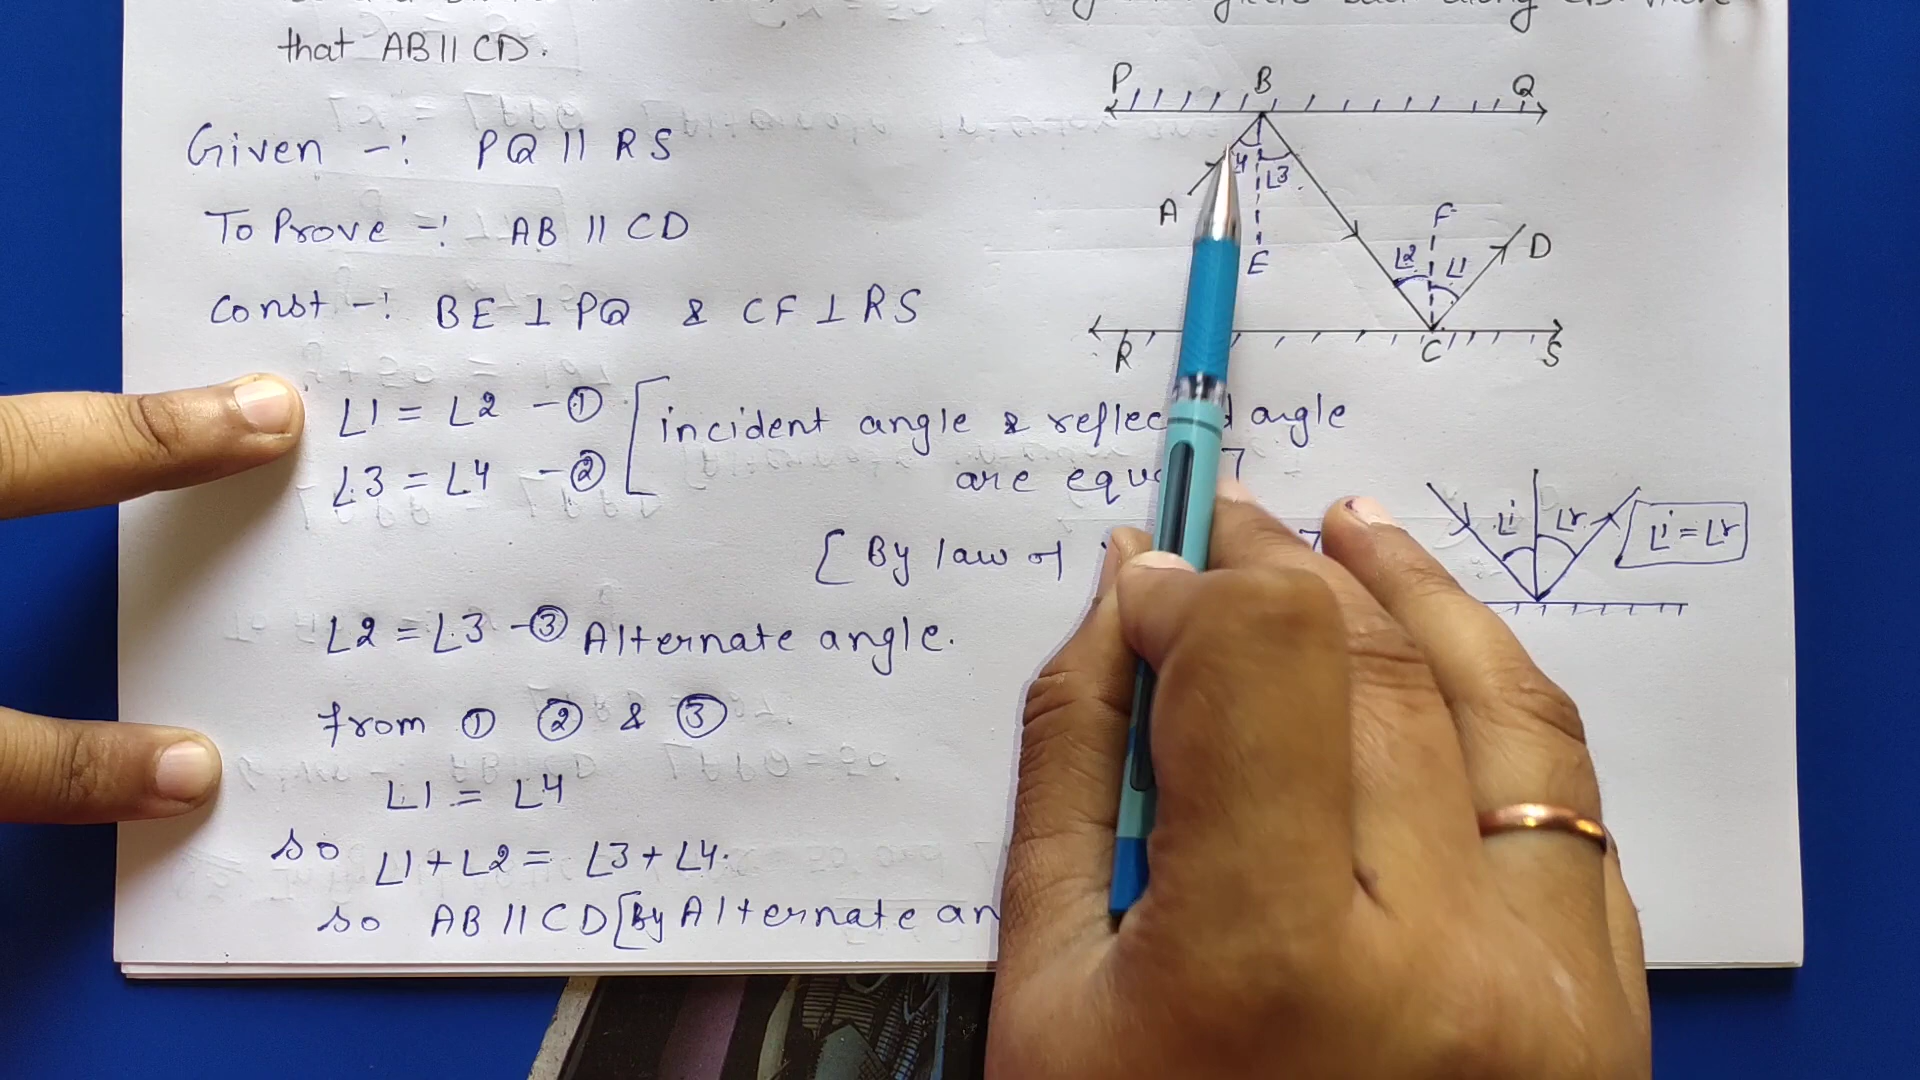 that AB || CD.
Given -: PQ || RS
To Prove -: AB || CD
Const -: BE ⊥ PQ & CF ⊥ RS
∠1 = ∠2 - ① [incident angle & reflec d angle
∠3 = ∠4 - ② are equ ]
[By law of
∠2 = ∠3 - ③ Alternate angle.
from ① ② & ③
∠1 = ∠4
so ∠1 + ∠2 = ∠3 + ∠4.
so AB || CD [By Alternate an
P B Q
∠4 ∠3
A E
F D
∠2 ∠1
R C S
∠i ∠r
∠i = ∠r